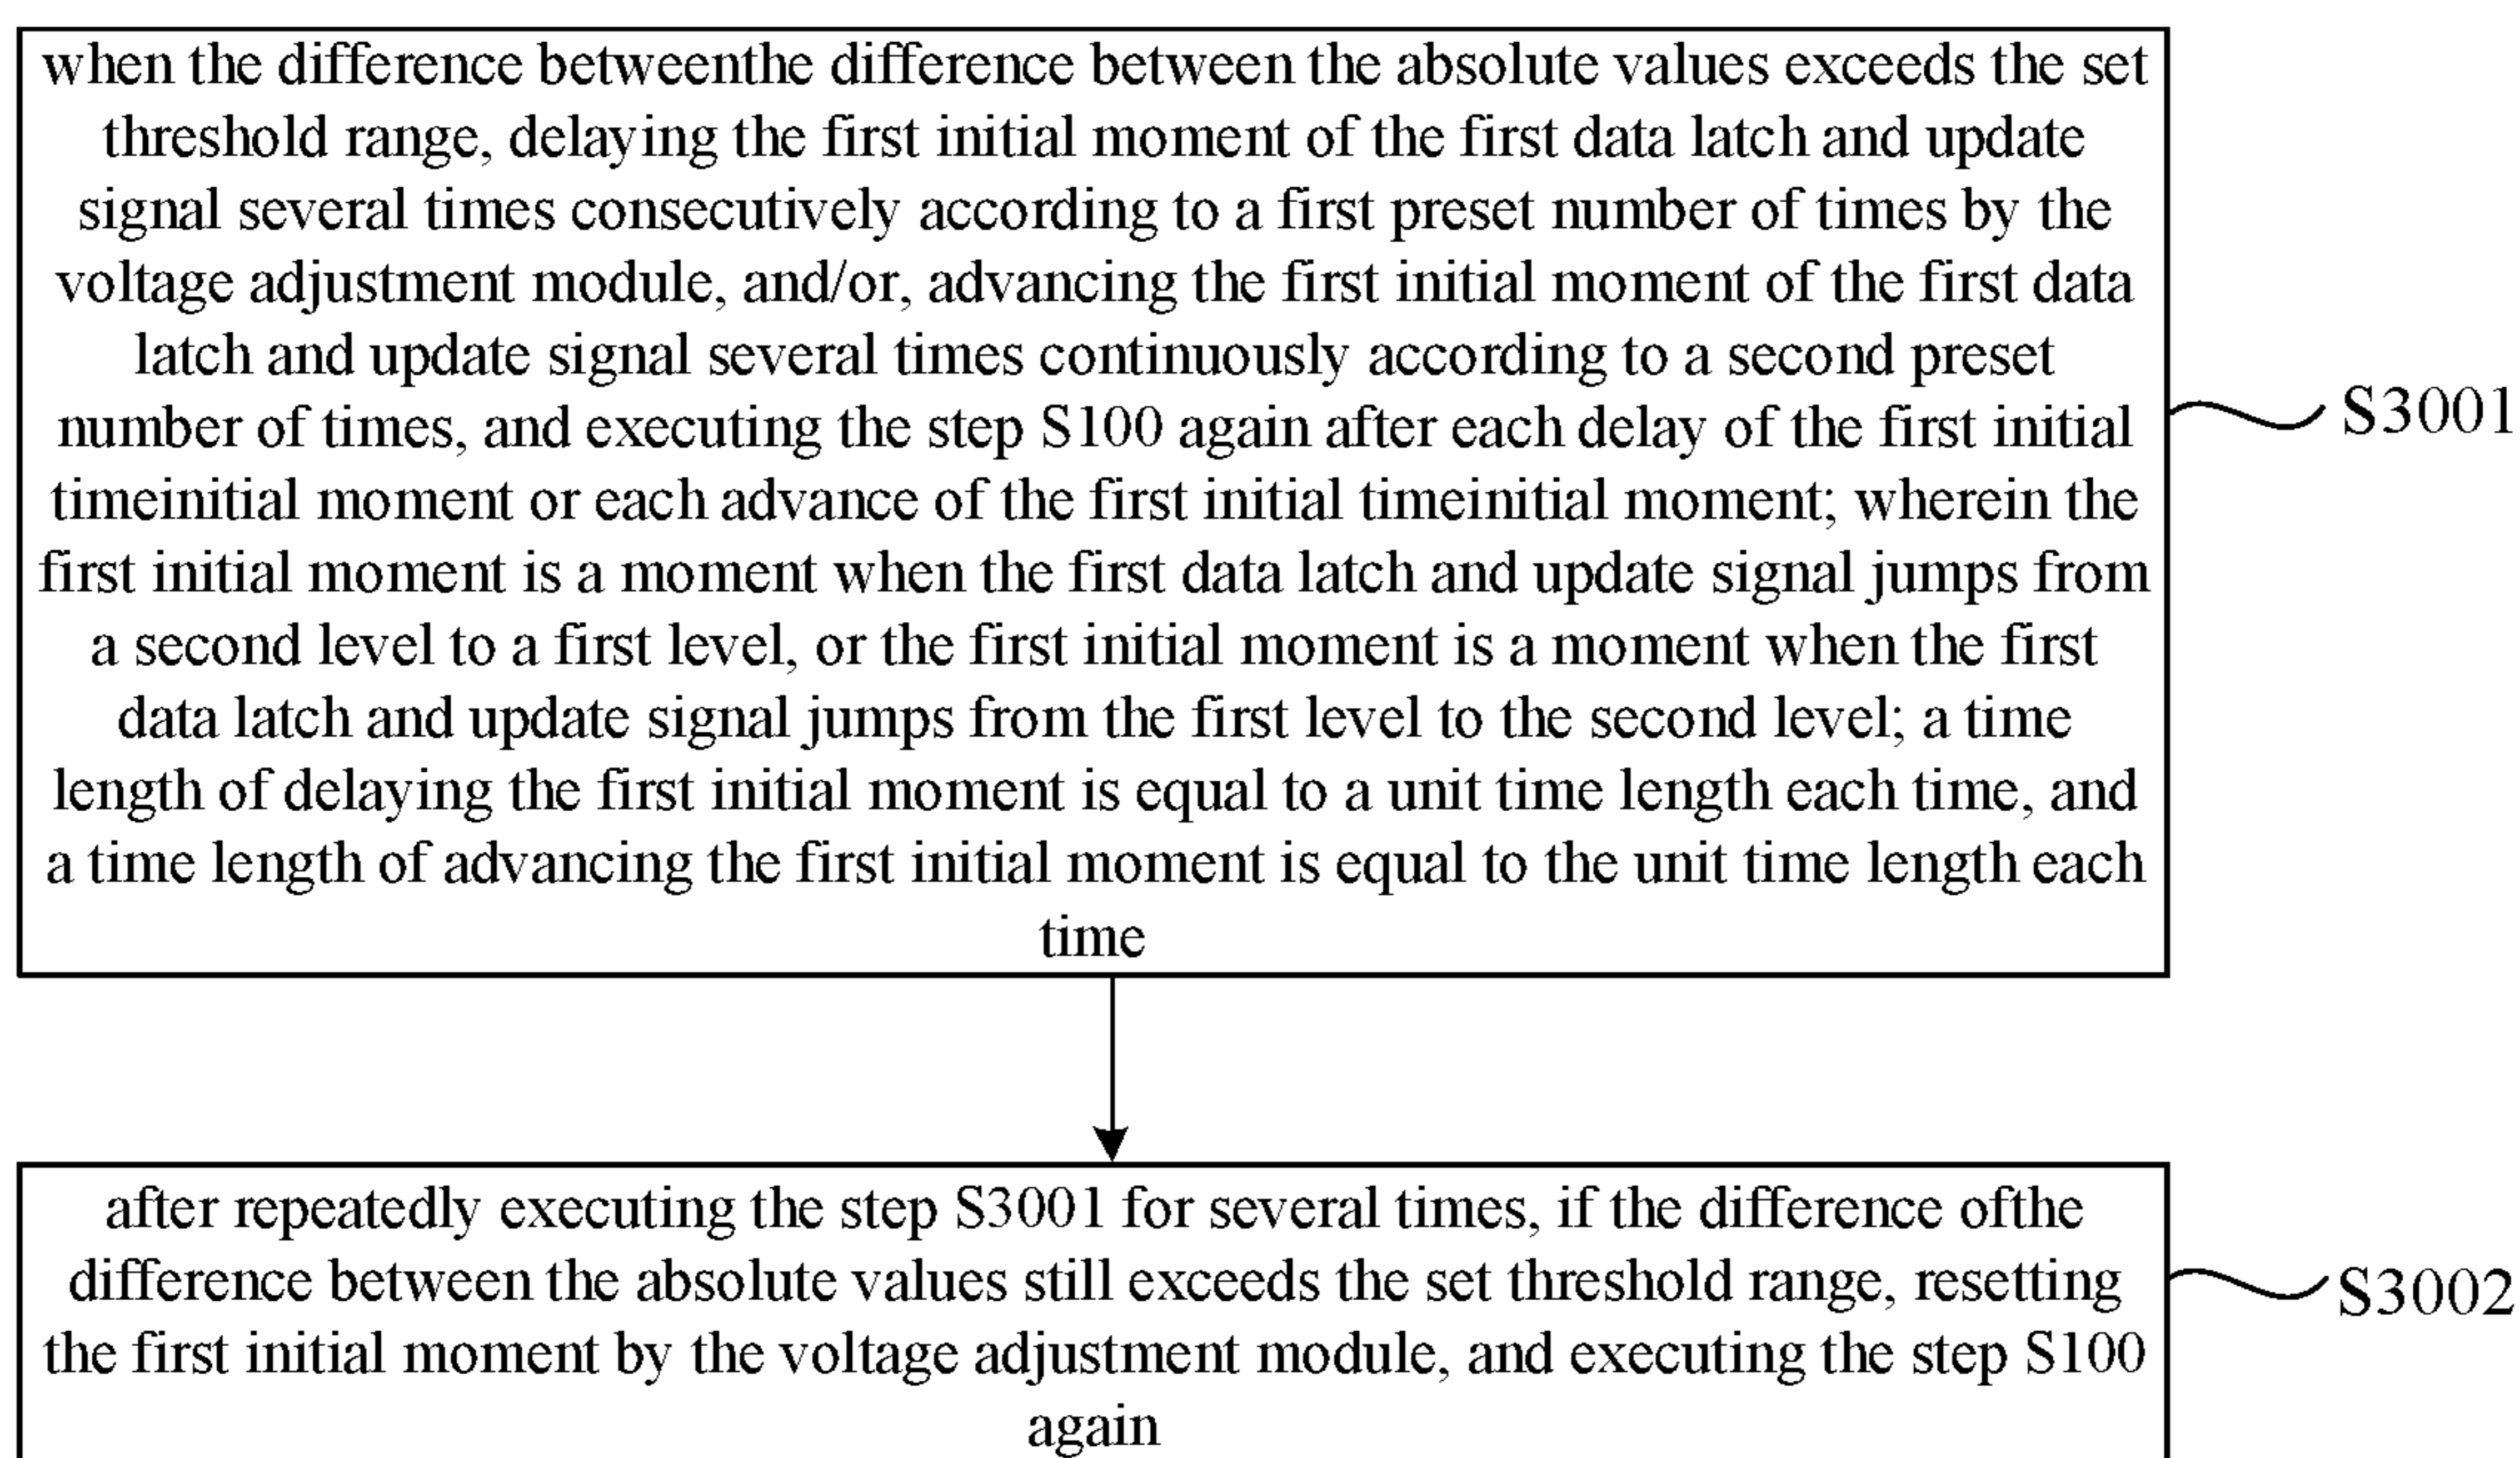 when the difference betweenthe difference between the absolute values exceeds the set
threshold range, delaying the first initial moment of the first data latch and update
signal several times consecutively according to a first preset number of times by the
voltage adjustment module, and/or, advancing the first initial moment of the first data
latch and update signal several times continuously according to a second preset
number of times, and executing the step S100 again after each delay of the first initial
timeinitial moment or each advance of the first initial timeinitial moment; wherein the
first initial moment is a moment when the first data latch and update signal jumps from
a second level to a first level, or the first initial moment is a moment when the first
data latch and update signal jumps from the first level to the second level; a time
length of delaying the first initial moment is equal to a unit time length each time, and
a time length of advancing the first initial moment is equal to the unit time length each
time
S3001
after repeatedly executing the step S3001 for several times, if the difference ofthe
difference between the absolute values still exceeds the set threshold range, resetting
the first initial moment by the voltage adjustment module, and executing the step S100
again
S3002